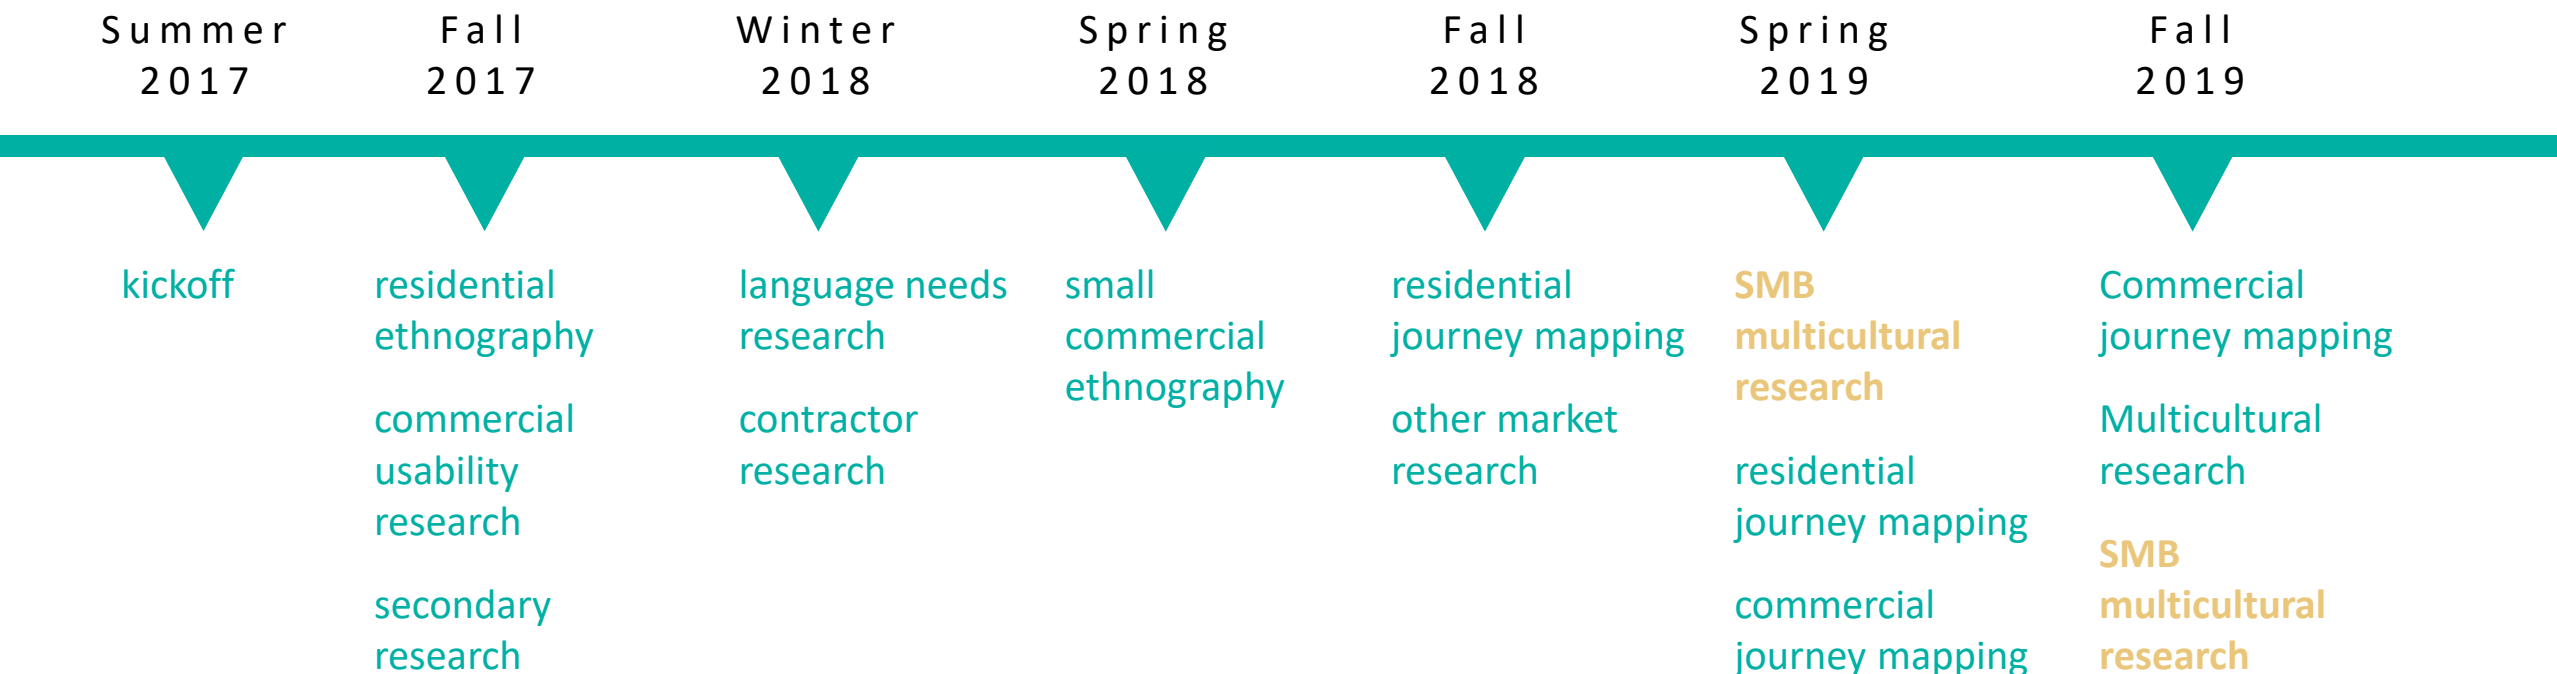 Summer
2017
Fall
2017
Winter
2018
Spring
2018
Fall
2018
Spring
2019
Fall
2019
kickoff
residential
ethnography
commercial
usability
research
secondary
research
language needs
research
contractor
research
small
commercial
ethnography
residential
journey mapping
other market
research
SMB
multicultural
research
residential
journey mapping
commercial
journey mapping
Commercial
journey mapping
Multicultural
research
SMB
multicultural
research